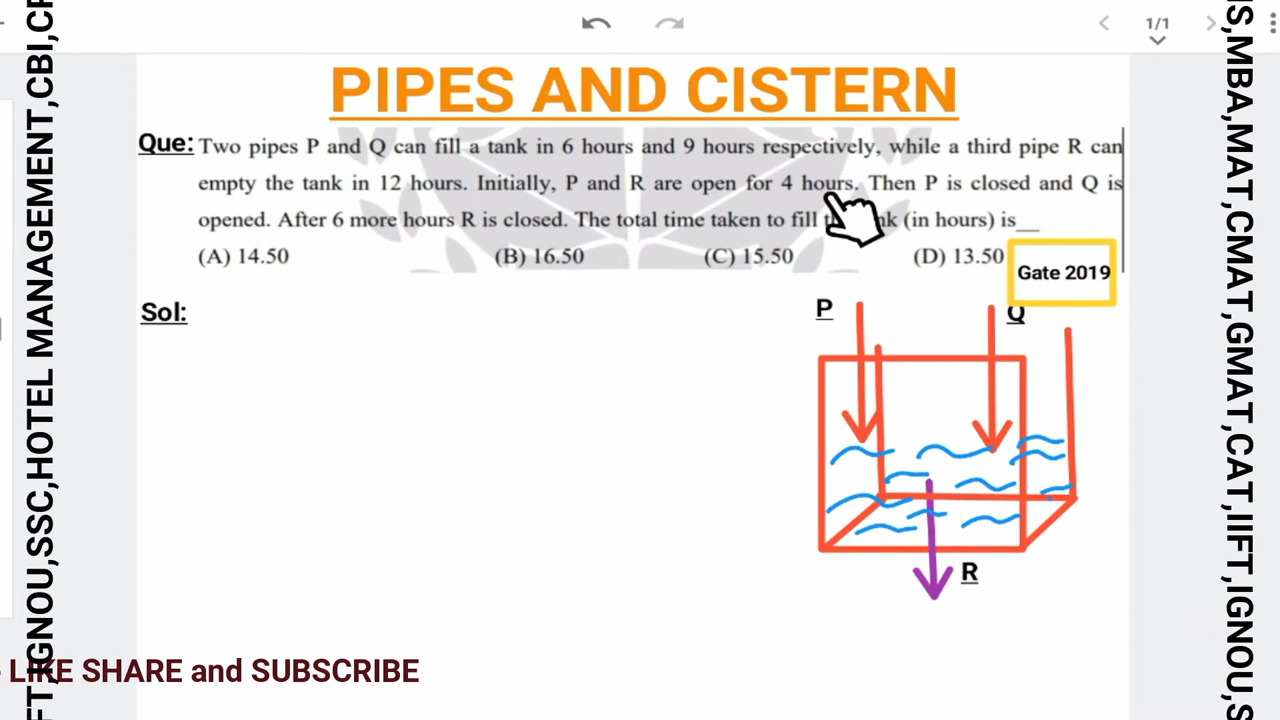 1/1
PIPES AND CISTERN
Que: Two pipes P and Q can fill a tank in 6 hours and 9 hours respectively, while a third pipe R can
empty the tank in 12 hours. Initially, P and R are open for 4 hours. Then P is closed and Q is
opened. After 6 more hours R is closed. The total time taken to fill (in hours) is__
(A) 14.50 (B) 16.50 (C) 15.50 (D) 13.50
Gate 2019
Sol:
P
Q
R
LIKE SHARE and SUBSCRIBE
,IGNOU,SSC,HOTEL MANAGEMENT,CBI,
,MBA,MAT,CMAT,GMAT,CAT,IIFT,IGNOU,